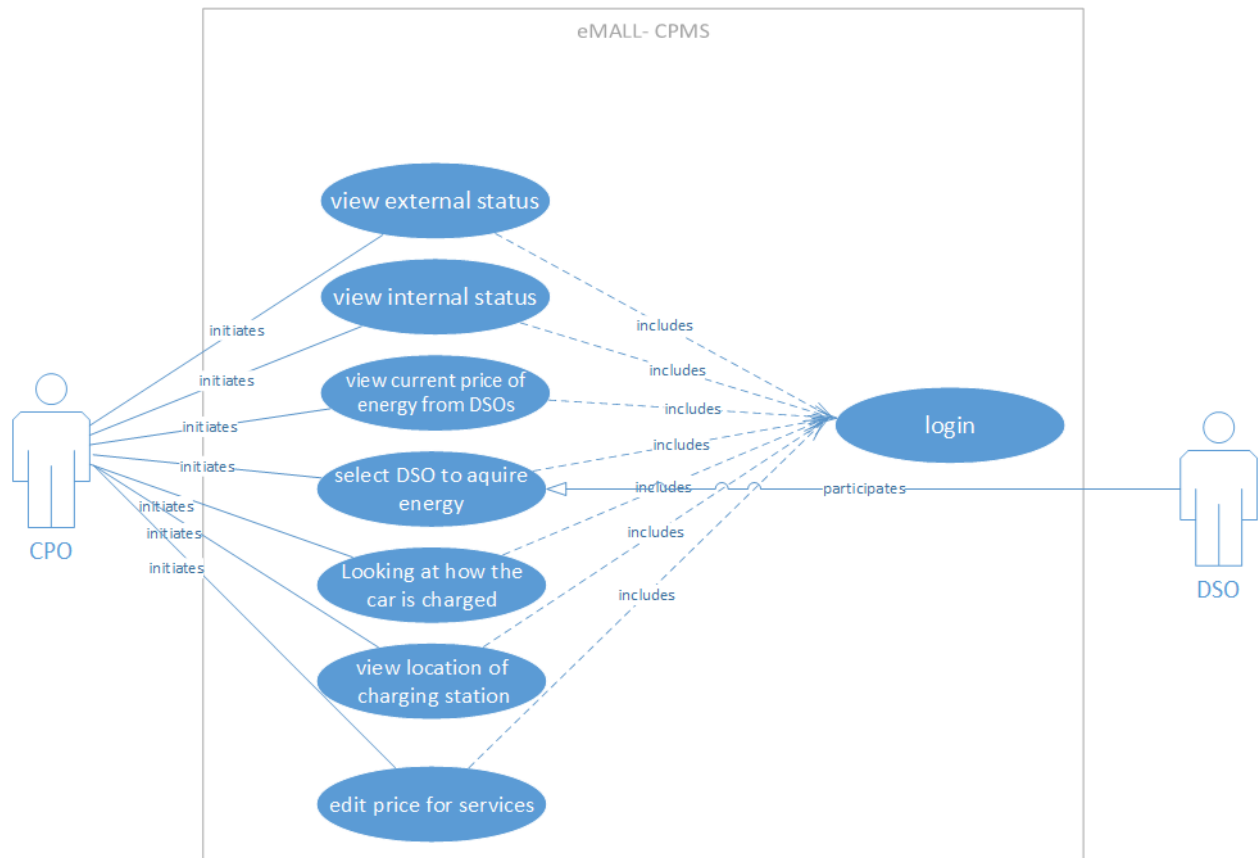 eMALL- CPMS
view external status
view internal status
view current price of
energy from DSOs
select DSO to aquire
energy
Looking at how the
car is charged
view location of
charging station
edit price for services
login
CPO
DSO
initiates
initiates
initiates
initiates
initiates
initiates
initiates
includes
includes
includes
includes
includes
includes
includes
participates